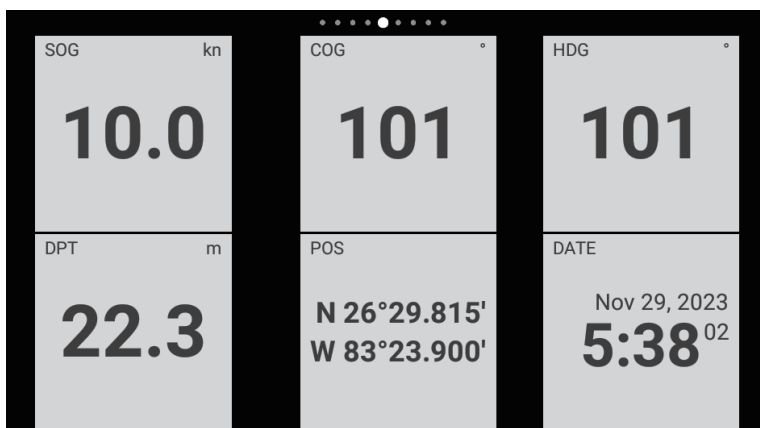 SOG kn
10.0
COG °
101
HDG °
101
DPT m
22.3
POS
N 26°29.815'
W 83°23.900'
DATE
Nov 29, 2023
5:38 02